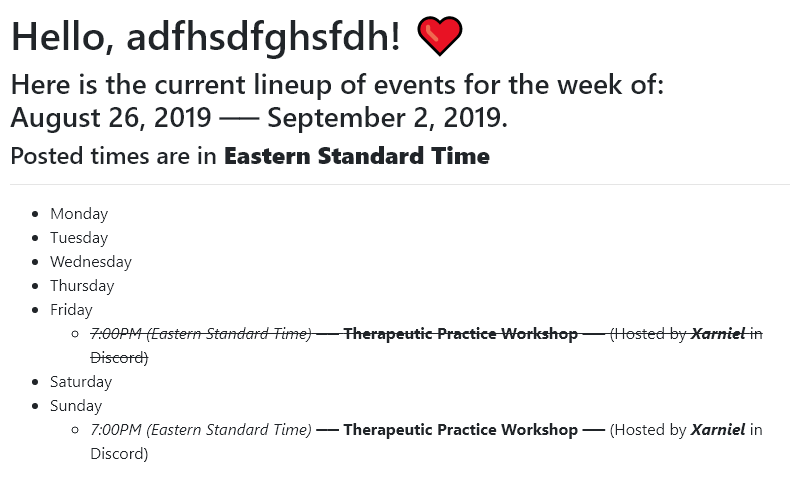 Hello, adfhsdfghsfdh! ❤️
Here is the current lineup of events for the week of:
August 26, 2019 —— September 2, 2019.
Posted times are in Eastern Standard Time
• Monday
• Tuesday
• Wednesday
• Thursday
• Friday
◦ 7:00PM (Eastern Standard Time) —— Therapeutic Practice Workshop —— (Hosted by Xarniel in
Discord)
• Saturday
• Sunday
◦ 7:00PM (Eastern Standard Time) —— Therapeutic Practice Workshop —— (Hosted by Xarniel in
Discord)